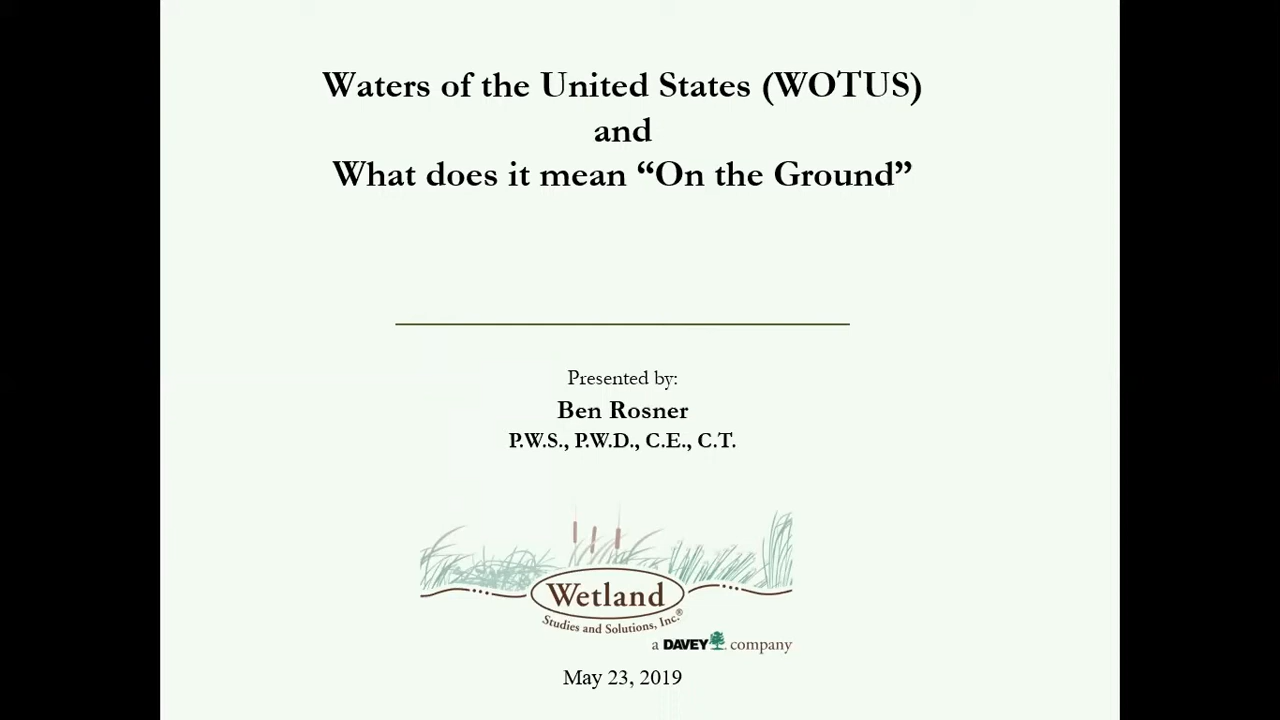 Waters of the United States (WOTUS)
and
What does it mean “On the Ground”
Presented by:
Ben Rosner
P.W.S., P.W.D., C.E., C.T.
Wetland
Studies and Solutions, Inc.®
a DAVEY company
May 23, 2019